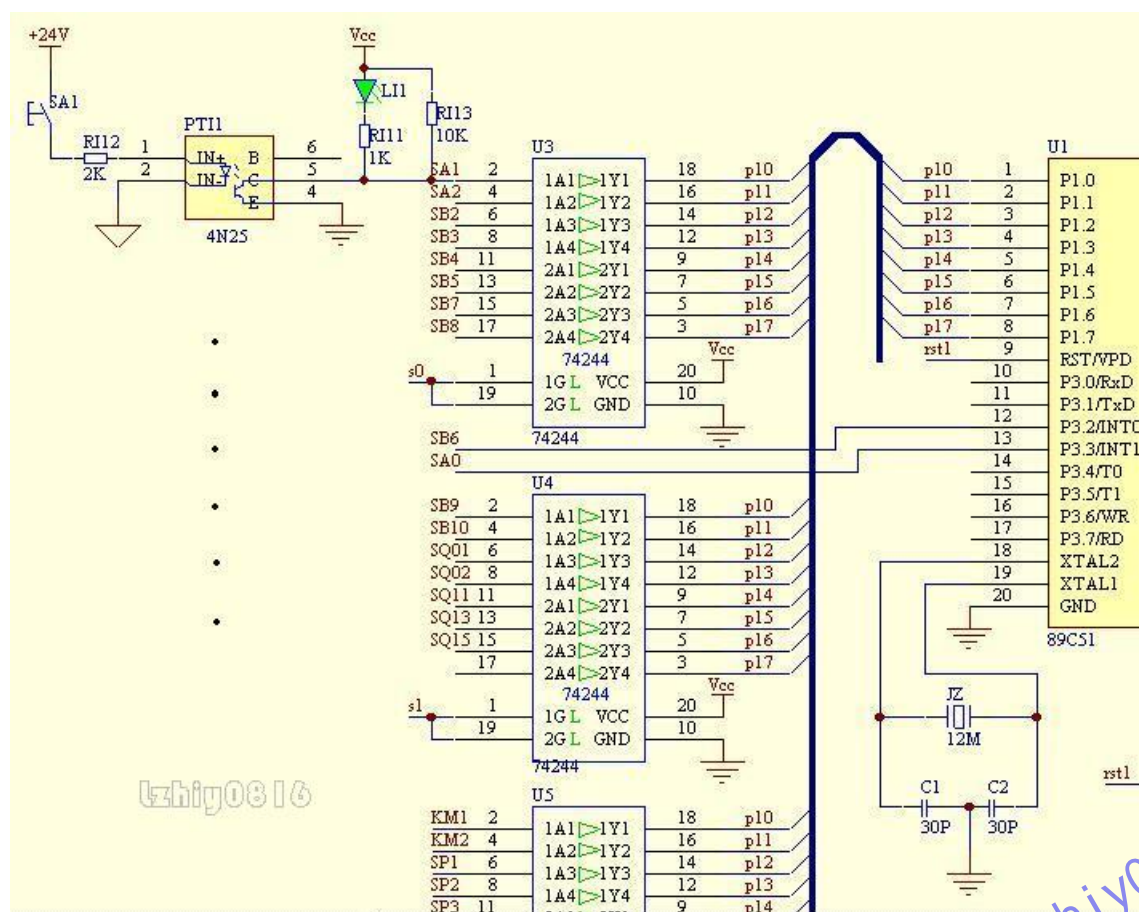 +24V
SA1
RI12
2K
1
2
PTI1
IN+
IN-
B
C
E
6
5
4
4N25
Vcc
LI1
RI11
1K
RI13
10K
U3
SA1 2 1A1 1Y1 18 p10
SA2 4 1A2 1Y2 16 p11
SB2 6 1A3 1Y3 14 p12
SB3 8 1A4 1Y4 12 p13
SB4 11 2A1 2Y1 9 p14
SB5 13 2A2 2Y2 7 p15
SB7 15 2A3 2Y3 5 p16
SB8 17 2A4 2Y4 3 p17
74244
s0 1 1G L VCC 20 Vcc
19 2G L GND 10
74244
SB6
SA0
U4
SB9 2 1A1 1Y1 18 p10
SB10 4 1A2 1Y2 16 p11
SQ01 6 1A3 1Y3 14 p12
SQ02 8 1A4 1Y4 12 p13
SQ11 11 2A1 2Y1 9 p14
SQ13 13 2A2 2Y2 7 p15
SQ15 15 2A3 2Y3 5 p16
17 2A4 2Y4 3 p17
74244
s1 1 1G L VCC 20 Vcc
19 2G L GND 10
74244
U5
KM1 2 1A1 1Y1 18 p10
KM2 4 1A2 1Y2 16 p11
SP1 6 1A3 1Y3 14 p12
SP2 8 1A4 1Y4 12 p13
SP3 11 9 p14
U1
p10 1 P1.0
p11 2 P1.1
p12 3 P1.2
p13 4 P1.3
p14 5 P1.4
p15 6 P1.5
p16 7 P1.6
p17 8 P1.7
rst1 9 RST/VPD
10 P3.0/RxD
11 P3.1/TxD
12 P3.2/INT0
13 P3.3/INT1
14 P3.4/T0
15 P3.5/T1
16 P3.6/WR
17 P3.7/RD
18 XTAL2
19 XTAL1
20 GND
89C51
JZ
12M
C1
30P
C2
30P
rst1
lzhiy0816